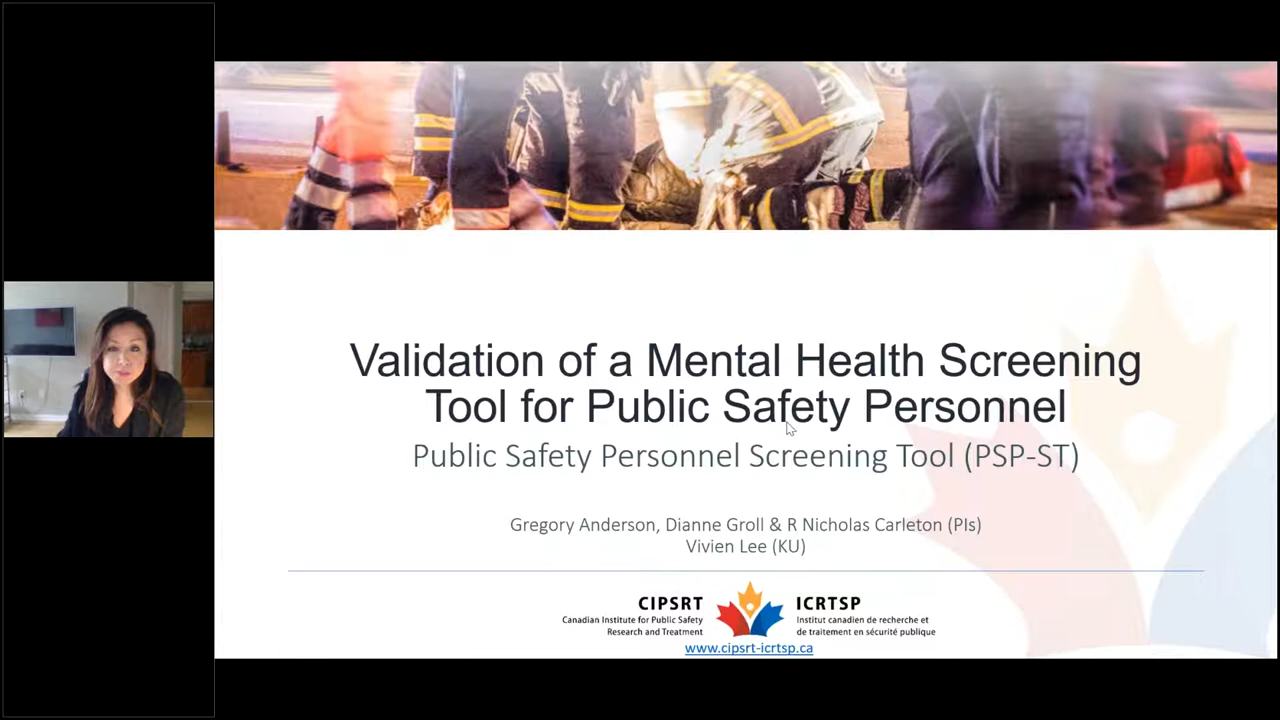 Validation of a Mental Health Screening
Tool for Public Safety Personnel
Public Safety Personnel Screening Tool (PSP-ST)
Gregory Anderson, Dianne Groll & R Nicholas Carleton (PIs)
Vivien Lee (KU)
CIPSRT
Canadian Institute for Public Safety
Research and Treatment
ICRTSP
Institut canadien de recherche et
de traitement en sécurité publique
www.cipsrt-icrtsp.ca